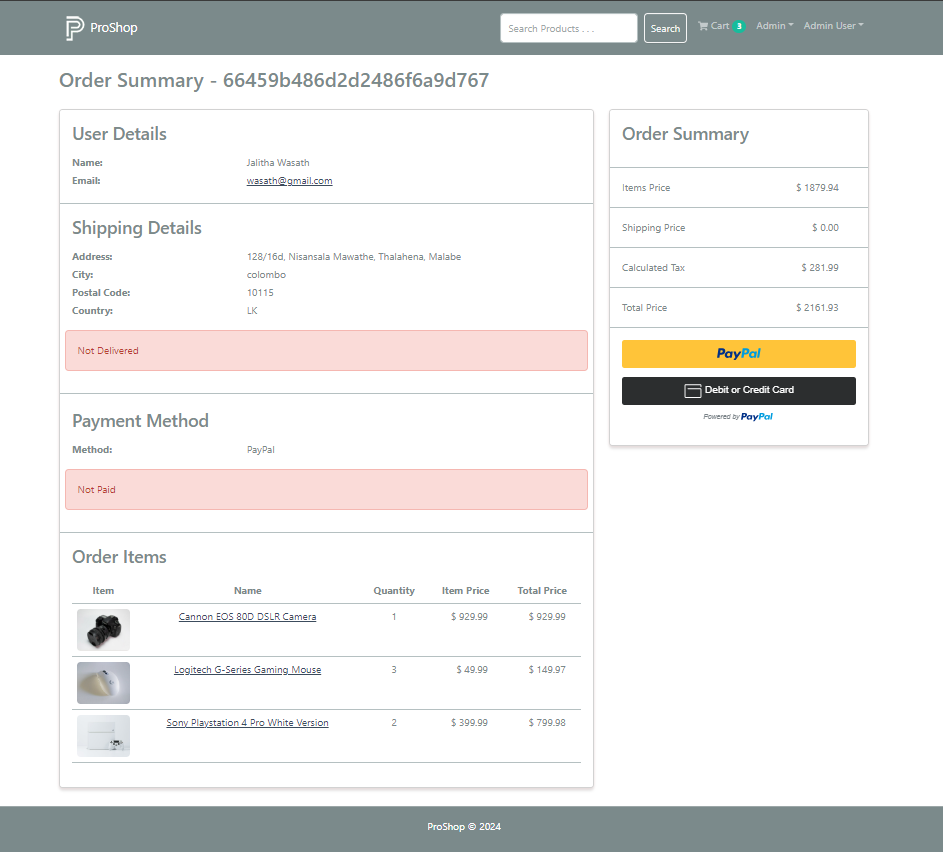 ProShop
Search Products . . .
Search
Cart 3
Admin
Admin User
Order Summary - 66459b486d2d2486f6a9d767
User Details
Name: Jalitha Wasath
Email: wasath@gmail.com
Shipping Details
Address: 128/16d, Nisansala Mawathe, Thalahena, Malabe
City: colombo
Postal Code: 10115
Country: LK
Not Delivered
Payment Method
Method: PayPal
Not Paid
Order Items
Item Name Quantity Item Price Total Price
Cannon EOS 80D DSLR Camera 1 $ 929.99 $ 929.99
Logitech G-Series Gaming Mouse 3 $ 49.99 $ 149.97
Sony Playstation 4 Pro White Version 2 $ 399.99 $ 799.98
Order Summary
Items Price $ 1879.94
Shipping Price $ 0.00
Calculated Tax $ 281.99
Total Price $ 2161.93
PayPal
Debit or Credit Card
Powered by PayPal
ProShop © 2024